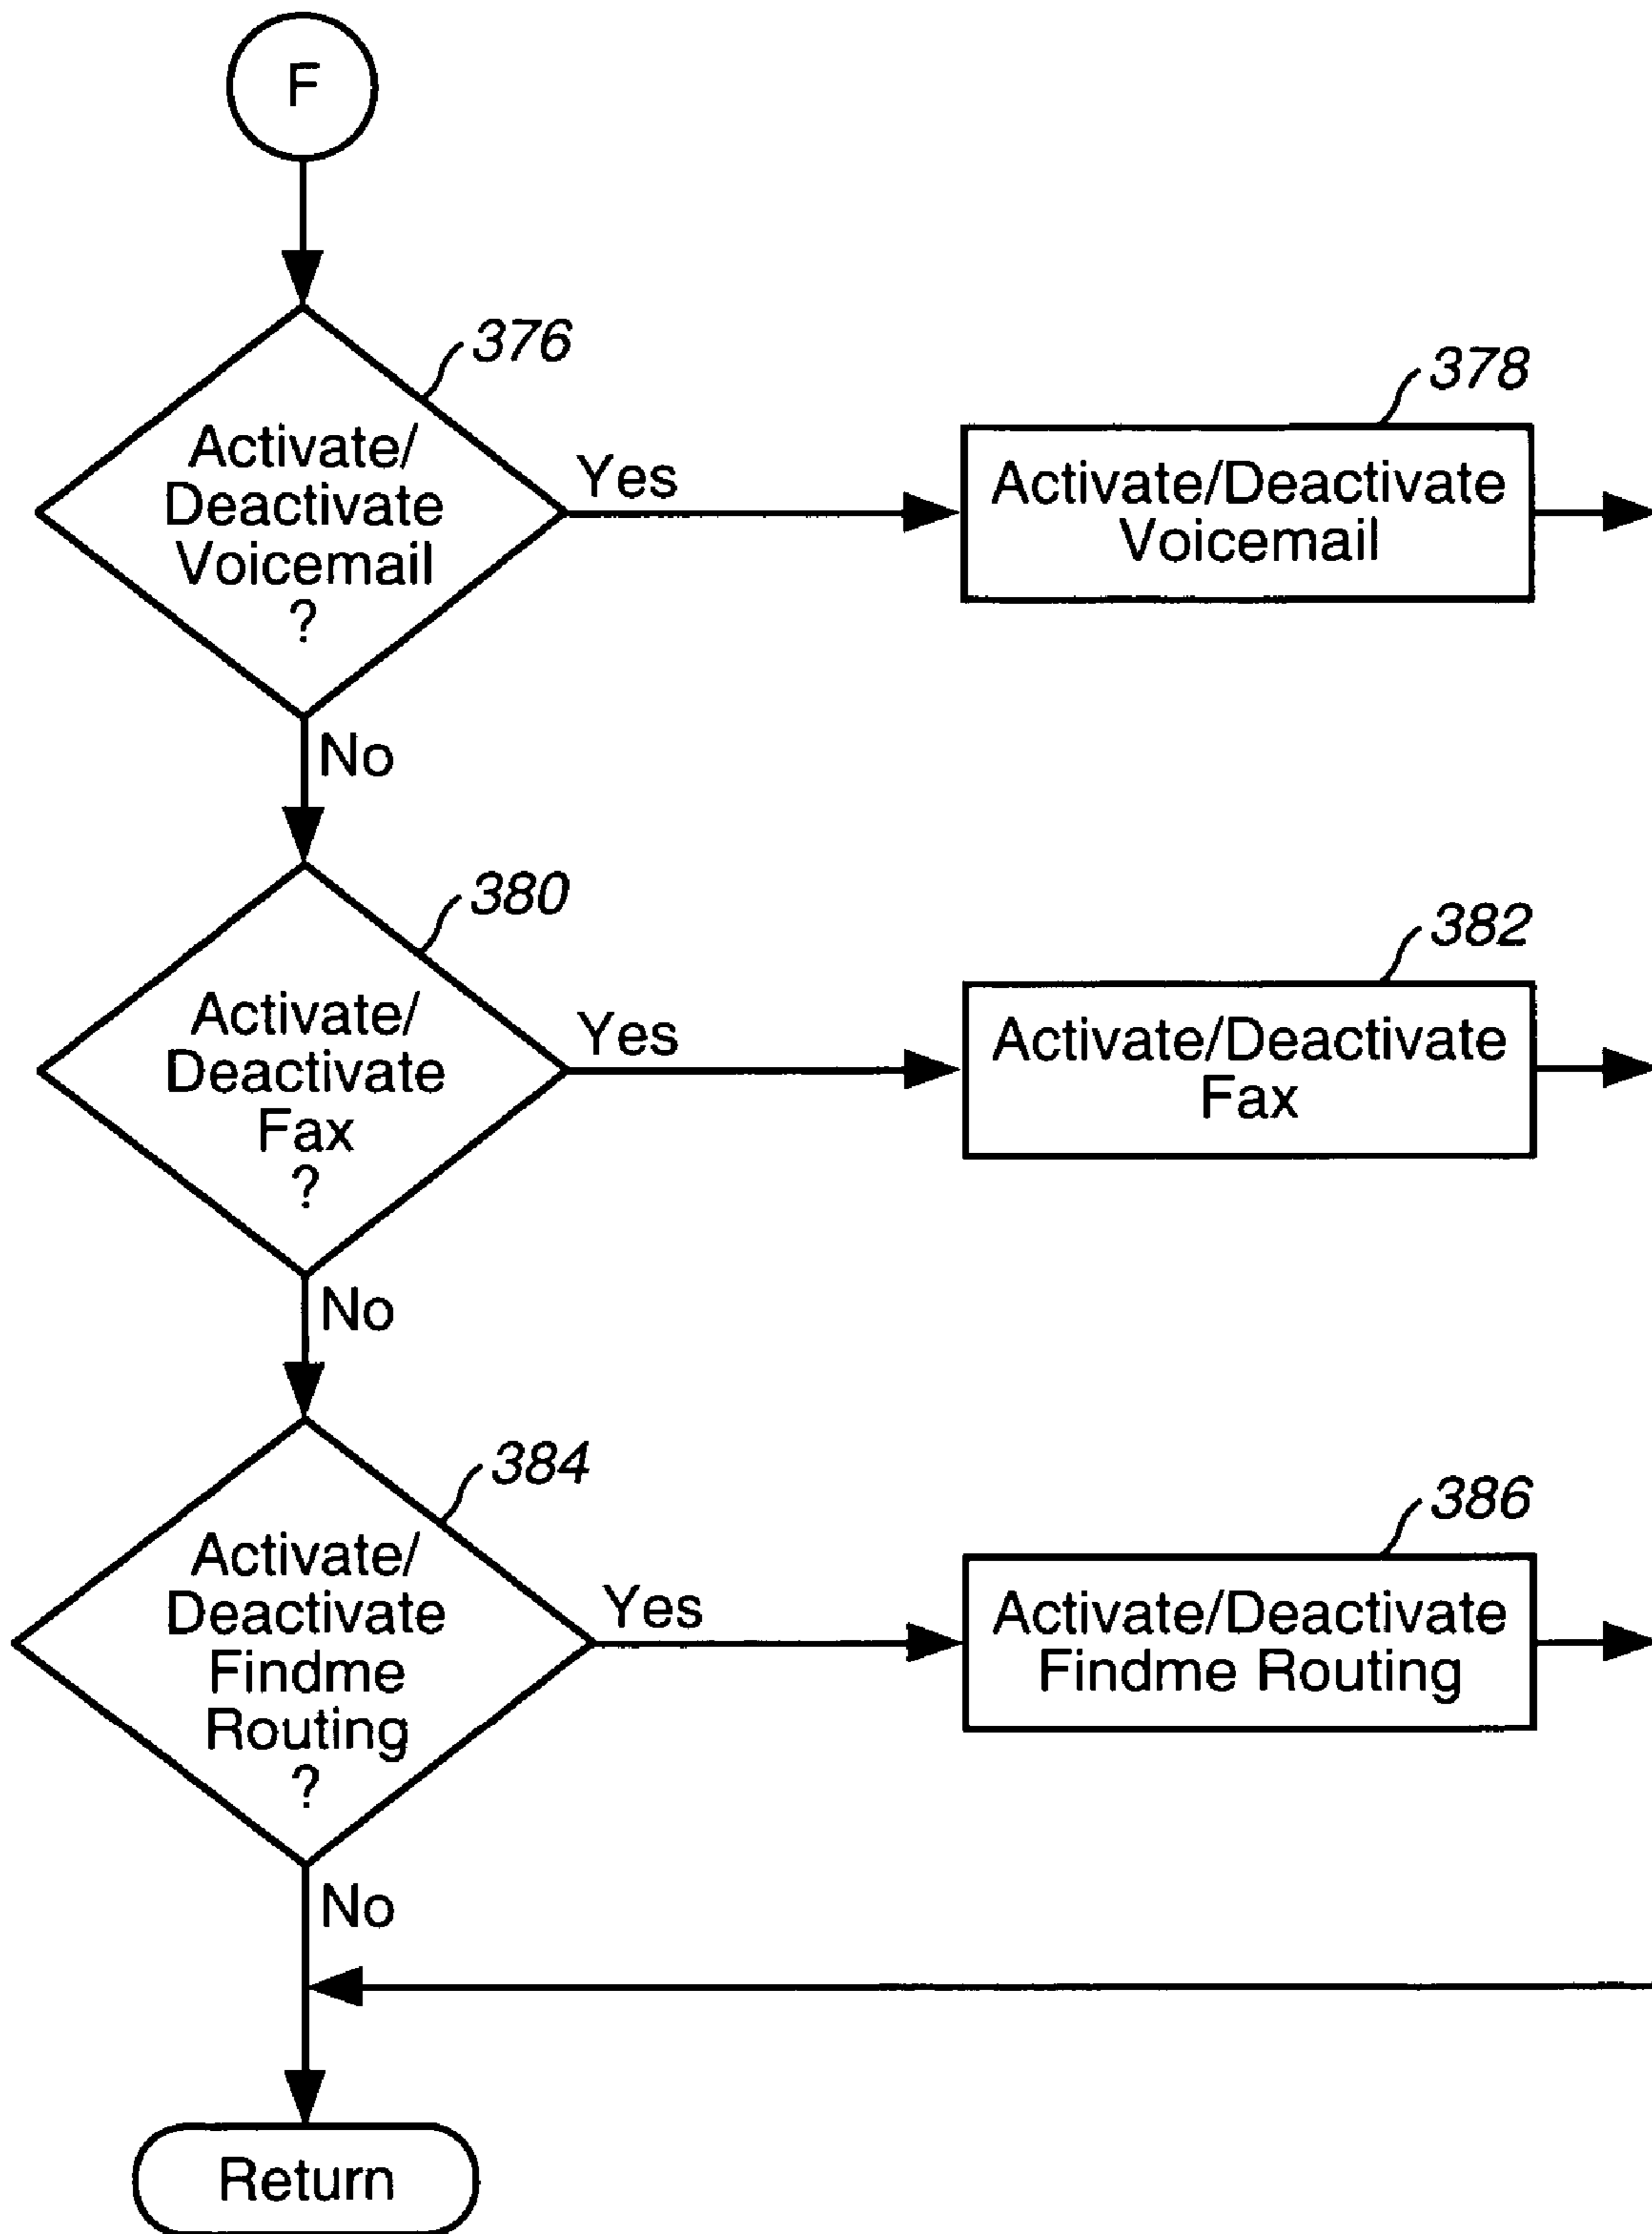 F
376
Activate/
Deactivate
Voicemail
?
Yes
378
Activate/Deactivate
Voicemail
No
380
Activate/
Deactivate
Fax
?
Yes
382
Activate/Deactivate
Fax
No
384
Activate/
Deactivate
Findme
Routing
?
Yes
386
Activate/Deactivate
Findme Routing
No
Return